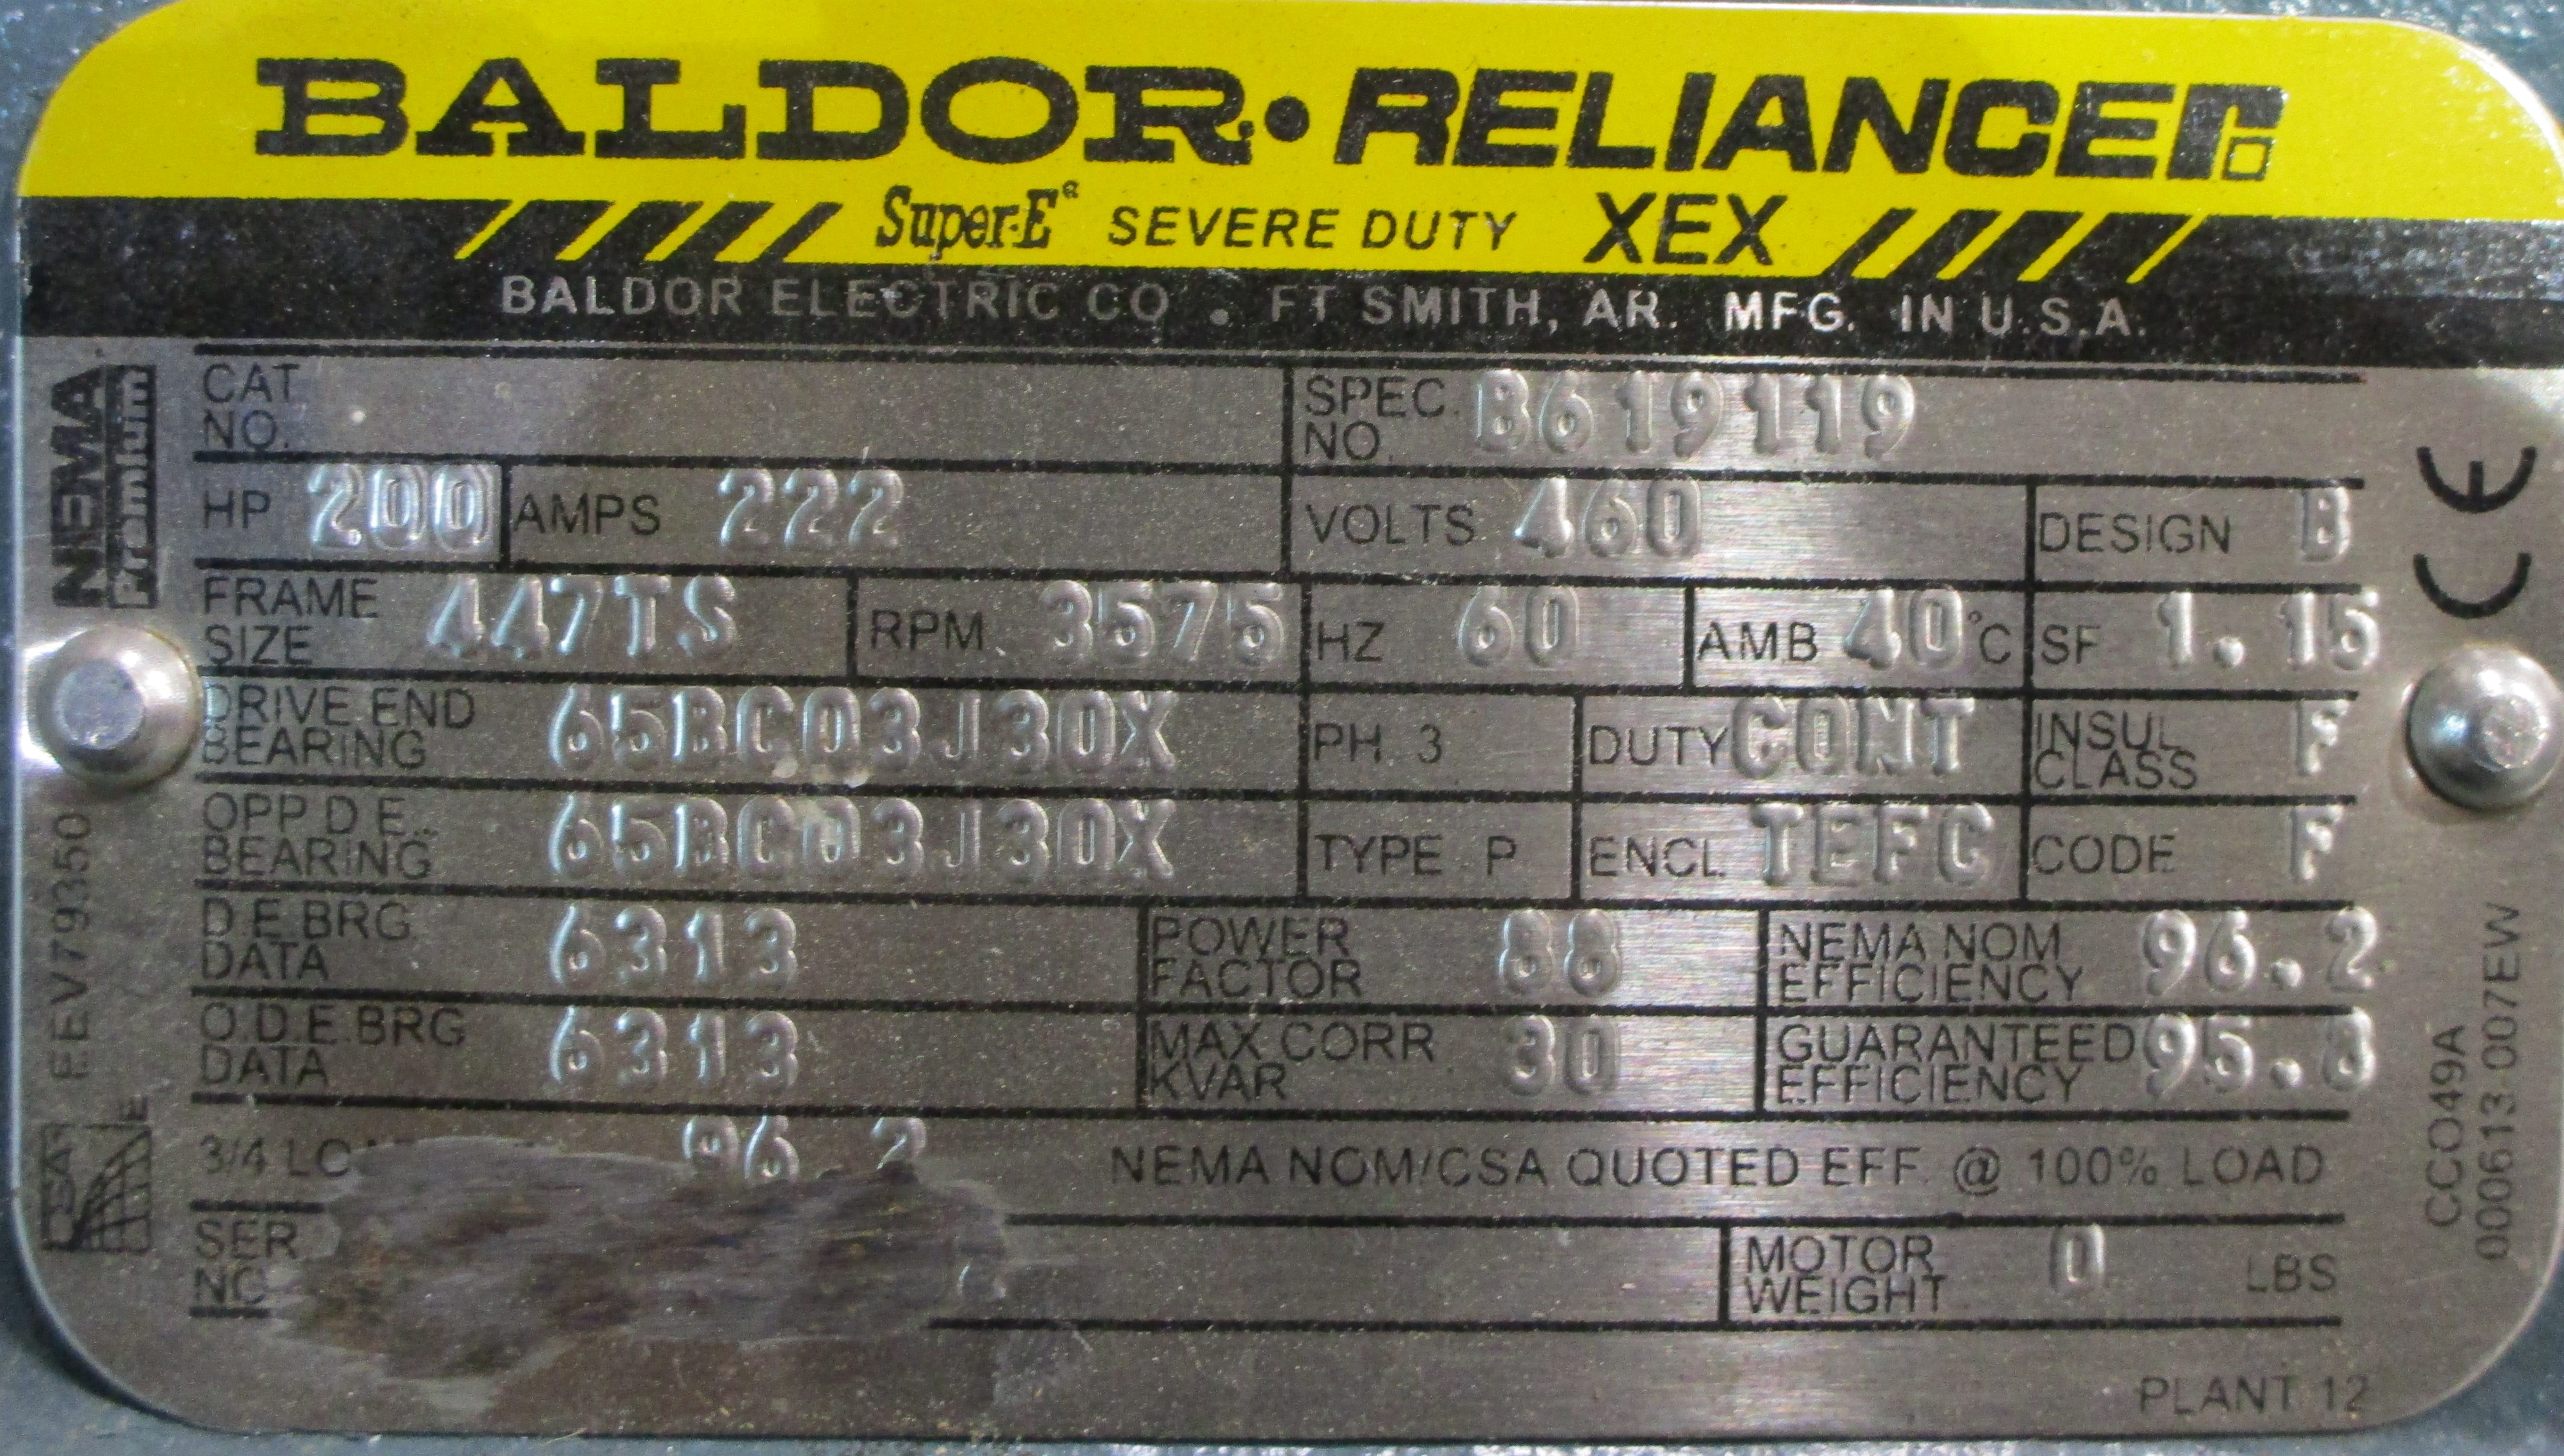 BALDOR • RELIANCE
Super-E® SEVERE DUTY XEX
BALDOR ELECTRIC CO . FT SMITH, AR. MFG. IN U.S.A.
NEMA Premium
CAT NO.
SPEC. NO. B619119
HP 200 AMPS 222 VOLTS 460 DESIGN B
FRAME SIZE 447TS RPM. 3575 HZ 60 AMB 40°C SF 1.15
DRIVE END BEARING 65BC03J30X PH. 3 DUTY CONT INSUL CLASS F
OPP D.E. BEARING 65BC03J30X TYPE P ENCL TEFC CODE F
D.E.BRG DATA 6313 POWER FACTOR 88 NEMA NOM EFFICIENCY 96.2
O.D.E.BRG DATA 6313 MAX CORR KVAR 30 GUARANTEED EFFICIENCY 95.8
3/4 96.2 NEMA NOM/CSA QUOTED EFF. @ 100% LOAD
SER NO MOTOR WEIGHT 0 LBS
PLANT 12
EEV79350
CSA E
CE
CCO49A
000613-007EW